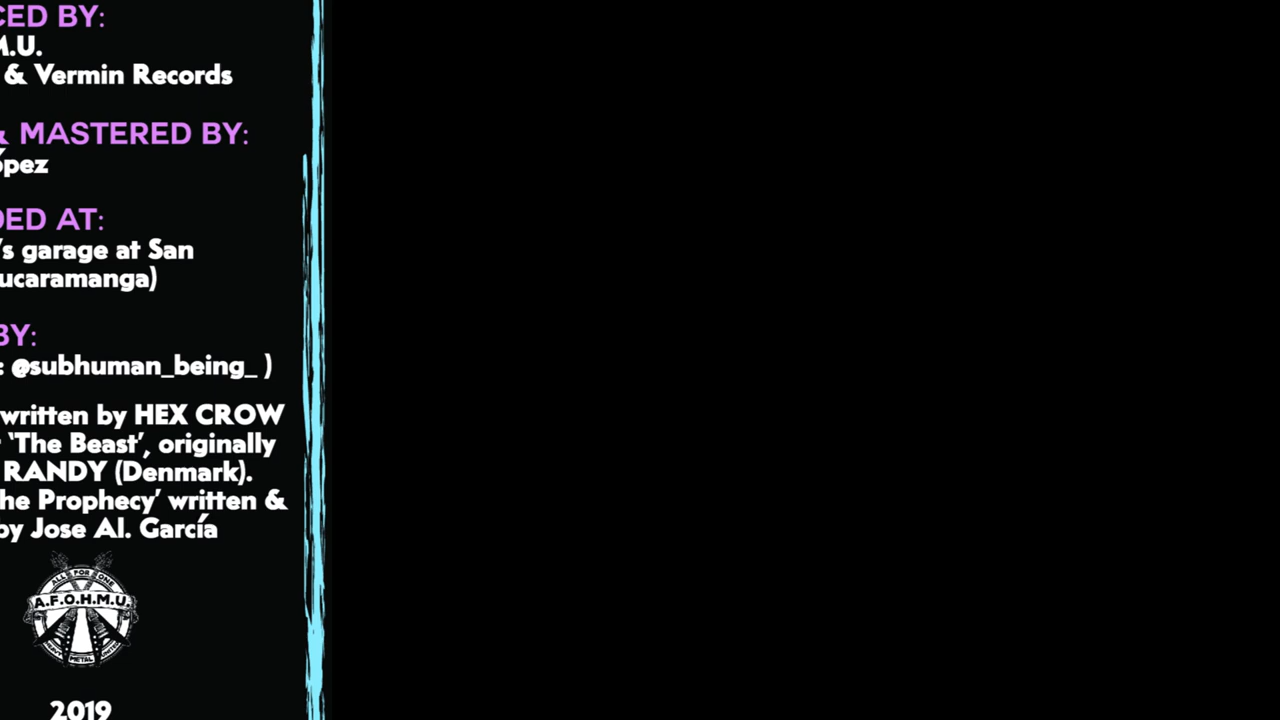 CED BY:
M.U.
& Vermin Records
& MASTERED BY:
ópez
DED AT:
's garage at San
ucaramanga)
BY:
: @subhuman_being_ )
written by HEX CROW
'The Beast', originally
RANDY (Denmark).
he Prophecy' written &
by Jose Al. García
ALL FOR ONE
A.F.O.H.M.U.
METAL
2019